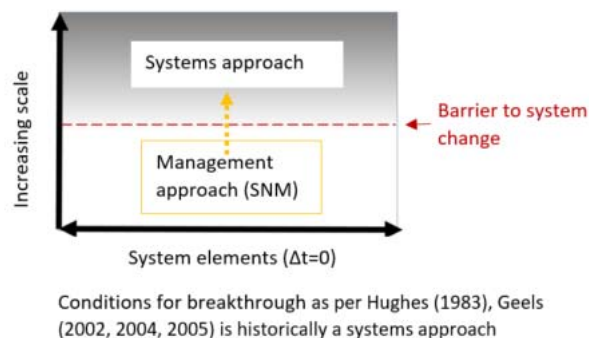 Increasing scale
Systems approach
Barrier to system
change
Management
approach (SNM)
System elements (Δt=0)
Conditions for breakthrough as per Hughes (1983), Geels
(2002, 2004, 2005) is historically a systems approach